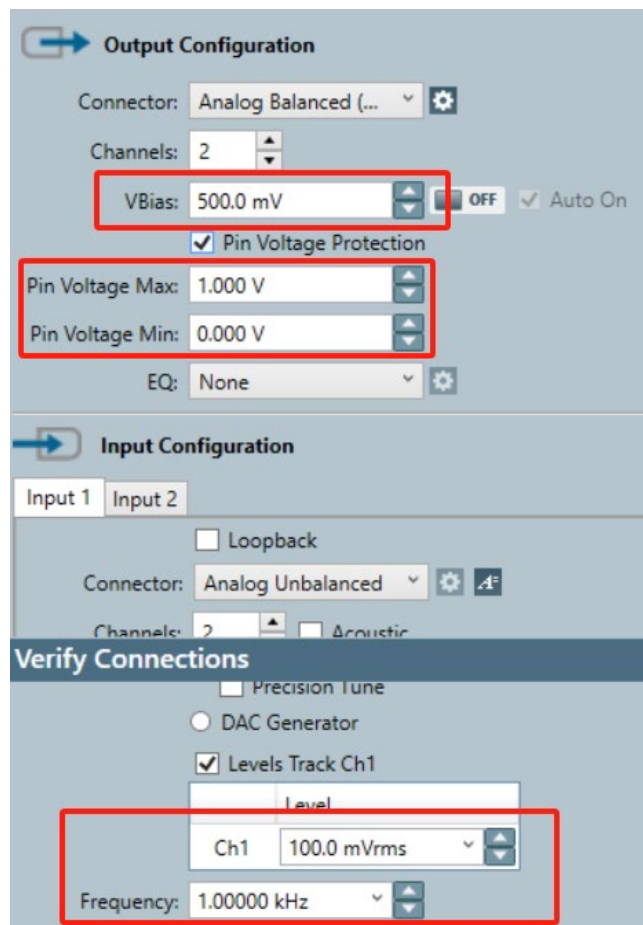 Output Configuration
Connector: Analog Balanced (...
Channels: 2
VBias: 500.0 mV OFF Auto On
Pin Voltage Protection
Pin Voltage Max: 1.000 V
Pin Voltage Min: 0.000 V
EQ: None
Input Configuration
Input 1 Input 2
Loopback
Connector: Analog Unbalanced A=
Channels: 2 Acoustic
Verify Connections
Precision Tune
DAC Generator
Levels Track Ch1
Level
Ch1 100.0 mVrms
Frequency: 1.00000 kHz